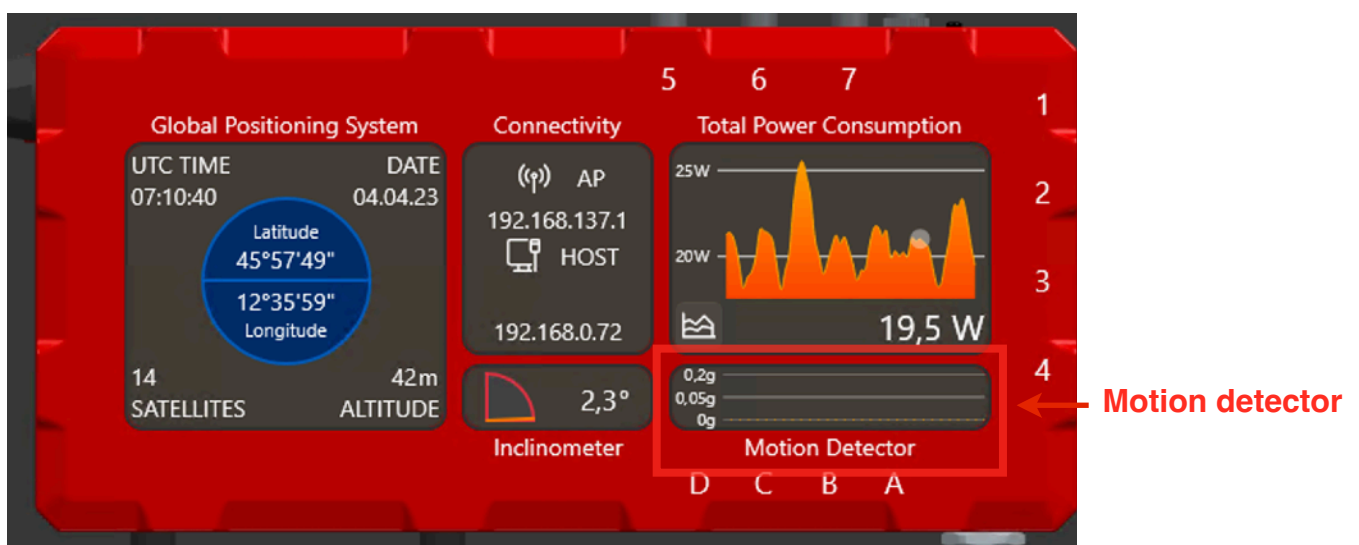 5 6 7
1
2
3
4
Global Positioning System
UTC TIME DATE
07:10:40 04.04.23
Latitude
45°57'49"
12°35'59"
Longitude
14 42m
SATELLITES ALTITUDE
Connectivity
AP
192.168.137.1
HOST
192.168.0.72
2,3°
Inclinometer
Total Power Consumption
25W
20W
19,5 W
0,2g
0,05g
0g
Motion Detector
D C B A
Motion detector